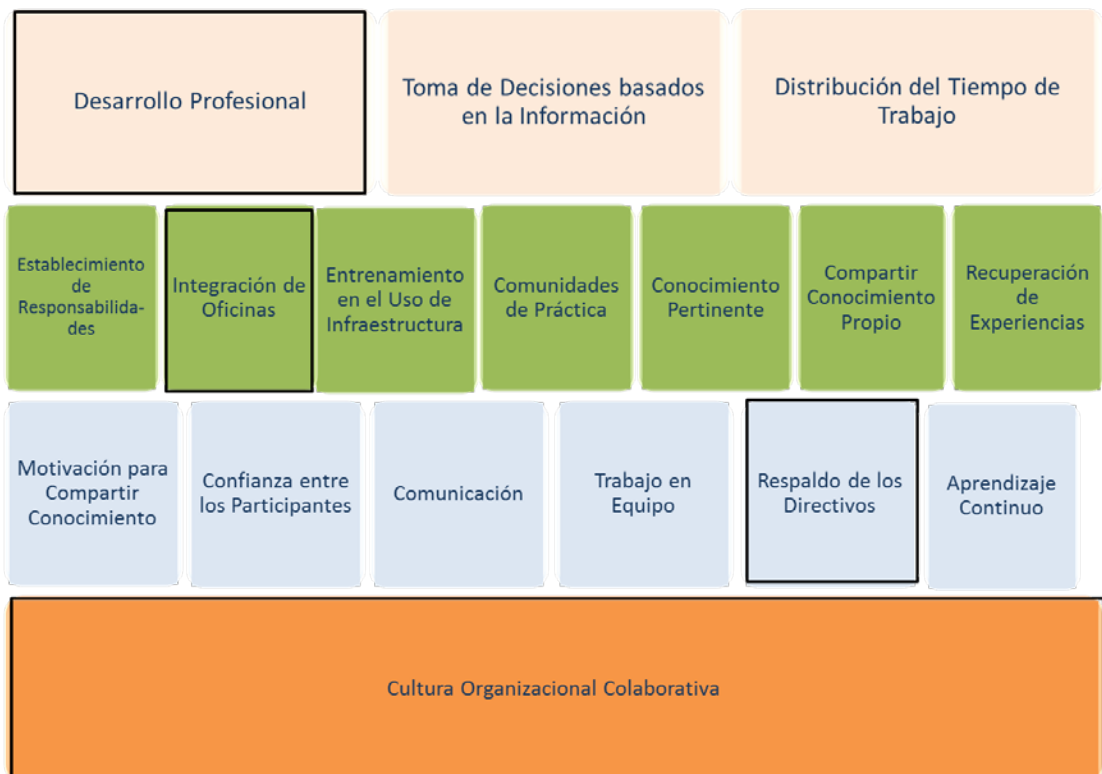 Desarrollo Profesional
Toma de Decisiones basados
en la Información
Distribución del Tiempo de
Trabajo
Establecimiento
de
Responsabilida-
des
Integración de
Oficinas
Entrenamiento
en el Uso de
Infraestructura
Comunidades
de Práctica
Conocimiento
Pertinente
Compartir
Conocimiento
Propio
Recuperación
de
Experiencias
Motivación para
Compartir
Conocimiento
Confianza entre
los Participantes
Comunicación
Trabajo en
Equipo
Respaldo de los
Directivos
Aprendizaje
Continuo
Cultura Organizacional Colaborativa